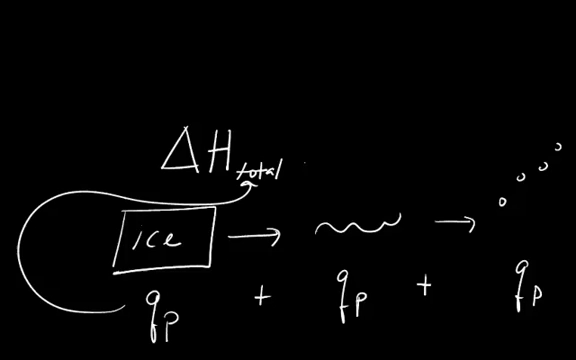 ΔH total
ice → →
qp + qp + qp